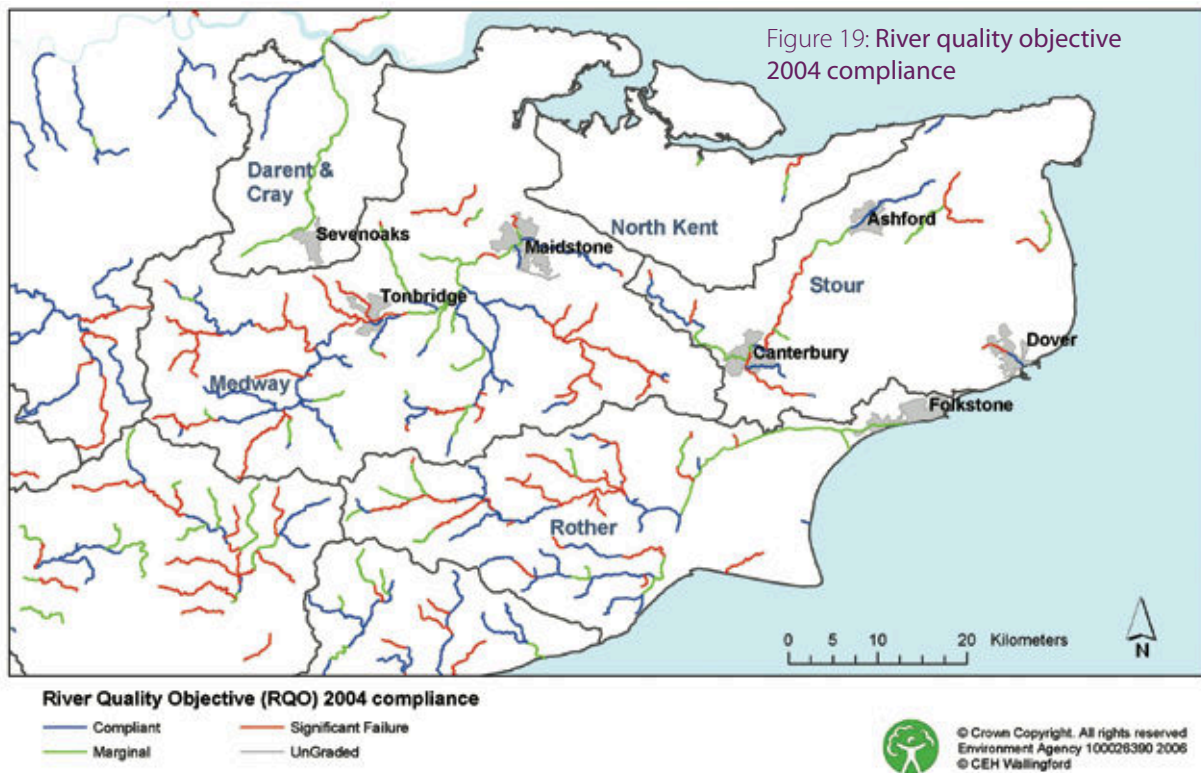 Figure 19: River quality objective
2004 compliance
Darent &
Cray
Sevenoaks
Maidstone
North Kent
Ashford
Stour
Tonbridge
Canterbury
Dover
Medway
Folkstone
Rother
0 5 10 20 Kilometers
N
River Quality Objective (RQO) 2004 compliance
Compliant
Significant Failure
Marginal
UnGraded
© Crown Copyright. All rights reserved
Environment Agency 100026390 2006
© CEH Wallingford